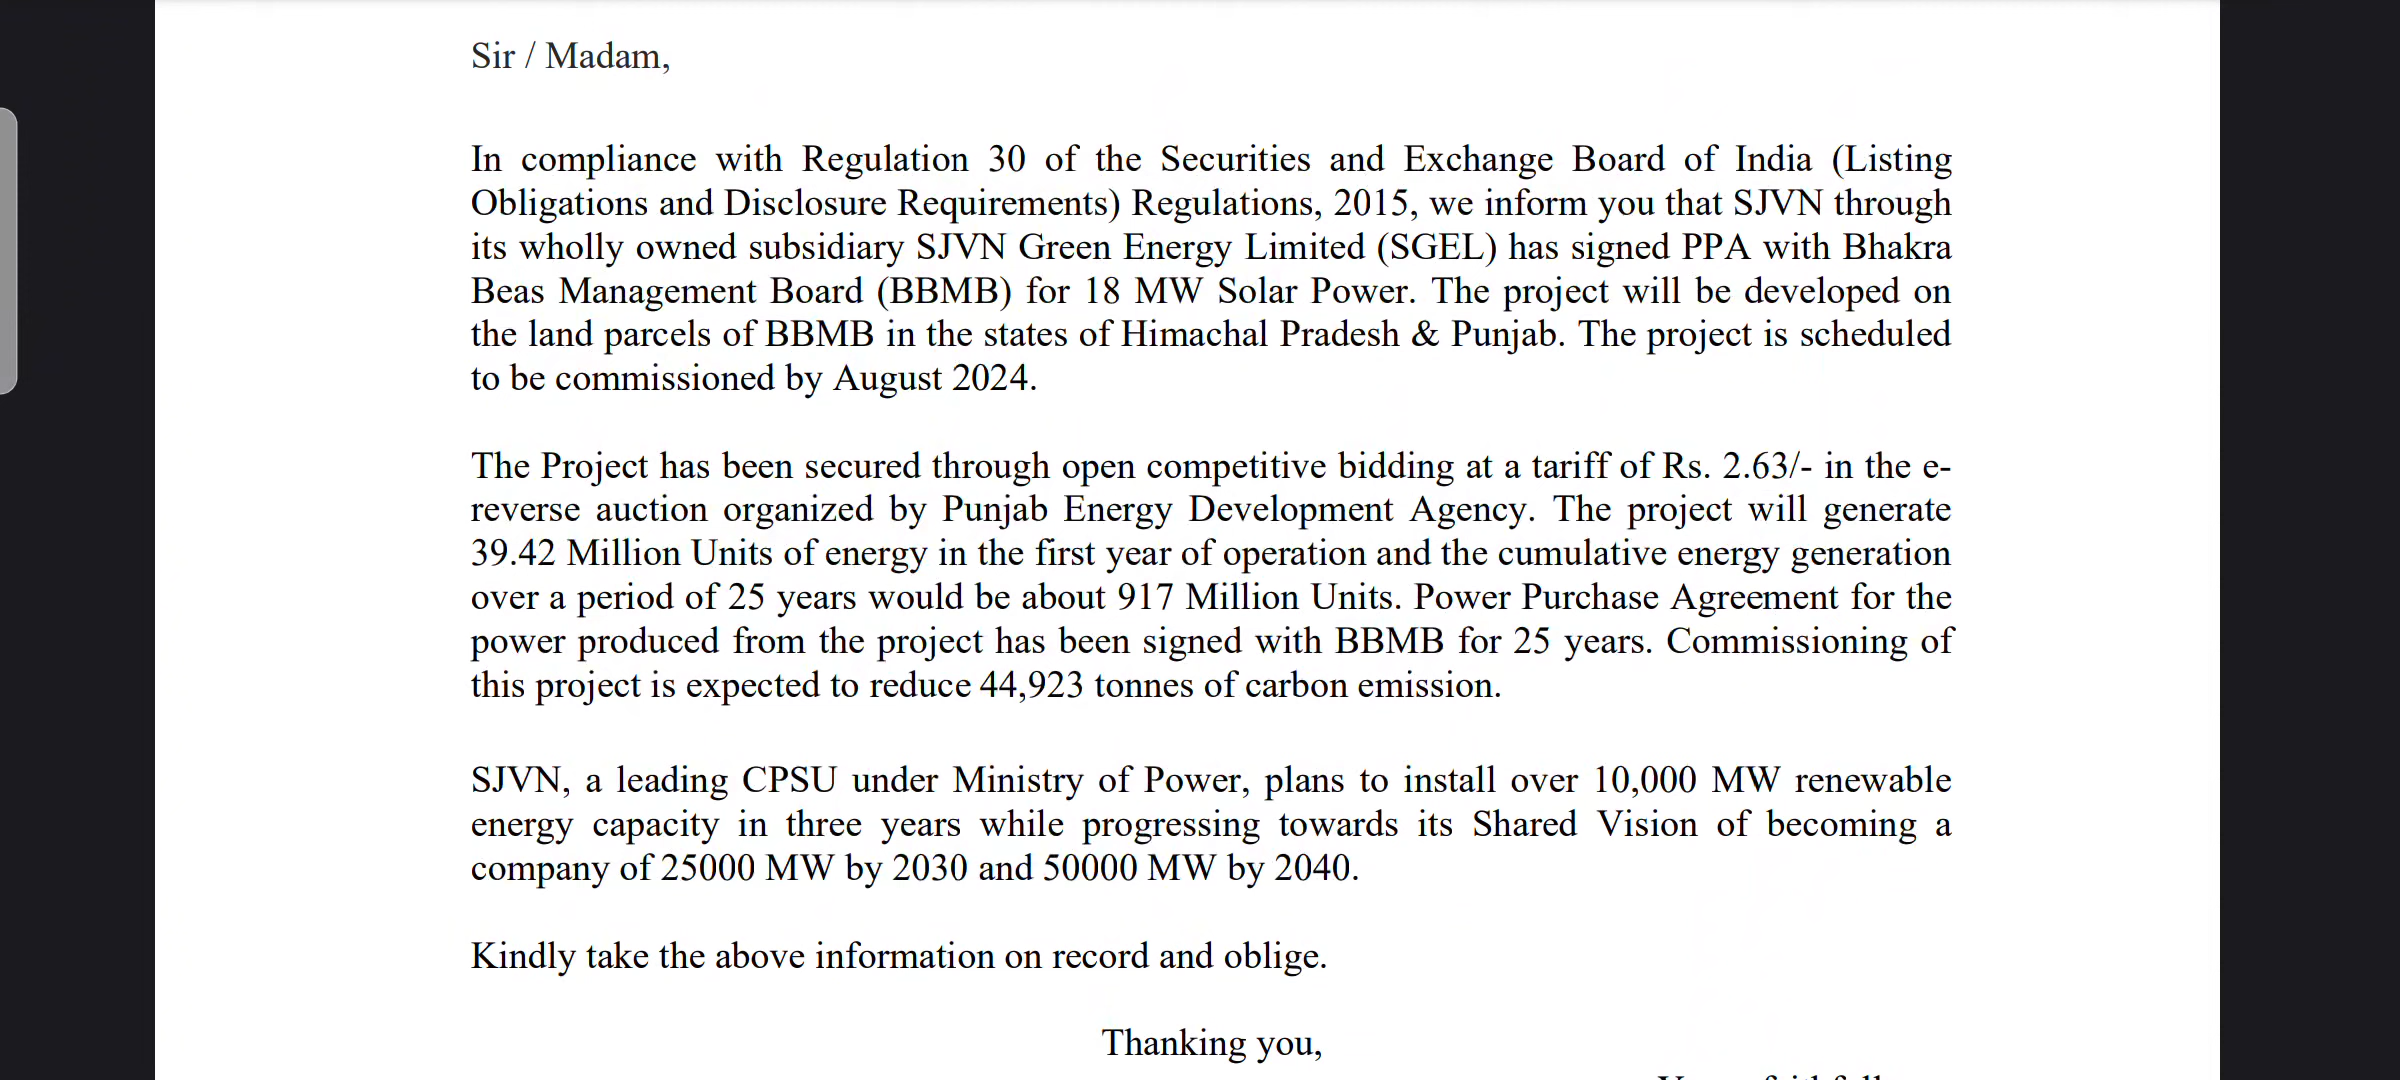 Sir / Madam,
In compliance with Regulation 30 of the Securities and Exchange Board of India (Listing
Obligations and Disclosure Requirements) Regulations, 2015, we inform you that SJVN through
its wholly owned subsidiary SJVN Green Energy Limited (SGEL) has signed PPA with Bhakra
Beas Management Board (BBMB) for 18 MW Solar Power. The project will be developed on
the land parcels of BBMB in the states of Himachal Pradesh & Punjab. The project is scheduled
to be commissioned by August 2024.
The Project has been secured through open competitive bidding at a tariff of Rs. 2.63/- in the e-
reverse auction organized by Punjab Energy Development Agency. The project will generate
39.42 Million Units of energy in the first year of operation and the cumulative energy generation
over a period of 25 years would be about 917 Million Units. Power Purchase Agreement for the
power produced from the project has been signed with BBMB for 25 years. Commissioning of
this project is expected to reduce 44,923 tonnes of carbon emission.
SJVN, a leading CPSU under Ministry of Power, plans to install over 10,000 MW renewable
energy capacity in three years while progressing towards its Shared Vision of becoming a
company of 25000 MW by 2030 and 50000 MW by 2040.
Kindly take the above information on record and oblige.
Thanking you,